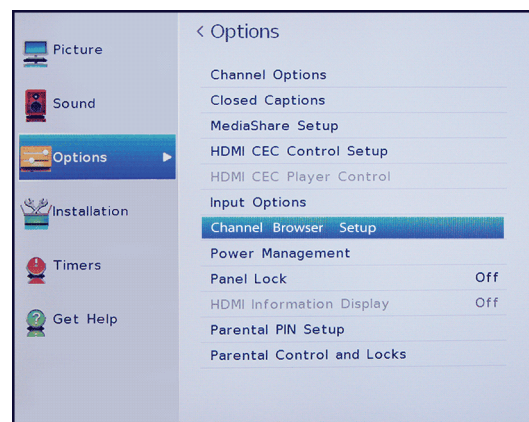 Picture
Sound
Options
Installation
Timers
Get Help
< Options
Channel Options
Closed Captions
MediaShare Setup
HDMI CEC Control Setup
HDMI CEC Player Control
Input Options
Channel Browser Setup
Power Management
Panel Lock Off
HDMI Information Display Off
Parental PIN Setup
Parental Control and Locks